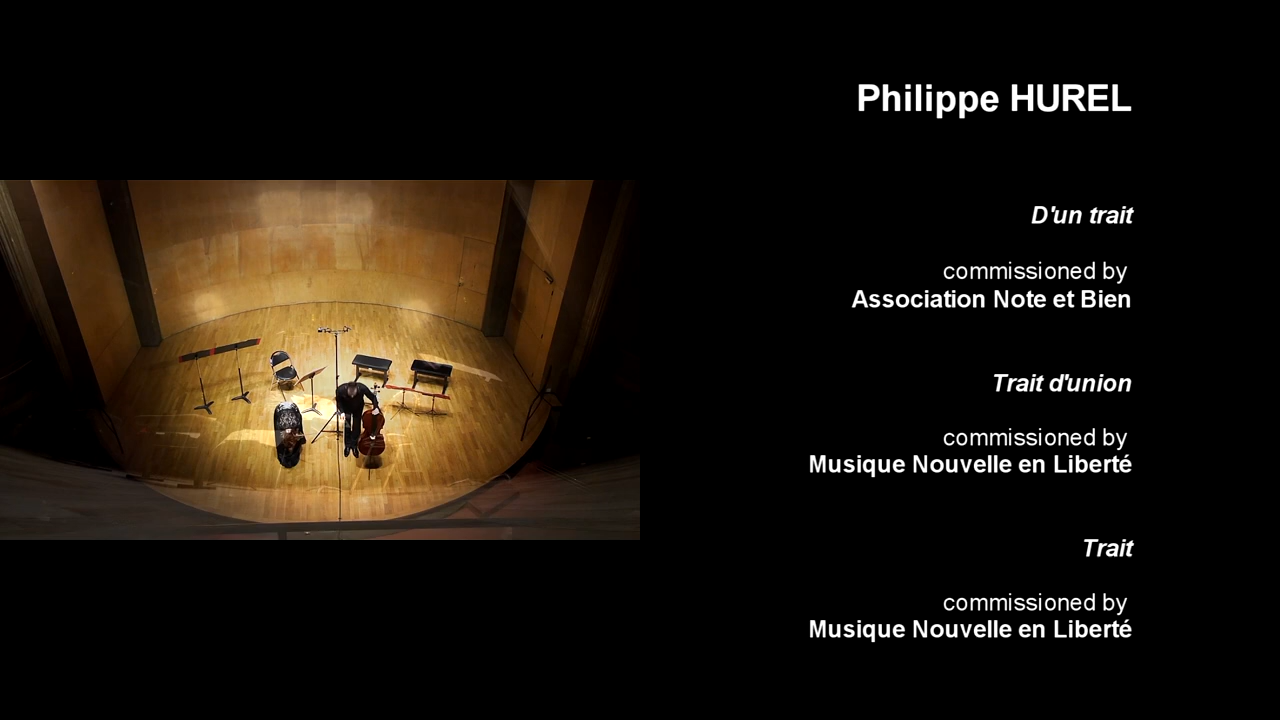 Philippe HUREL
D'un trait
commissioned by
Association Note et Bien
Trait d'union
commissioned by
Musique Nouvelle en Liberté
Trait
commissioned by
Musique Nouvelle en Liberté